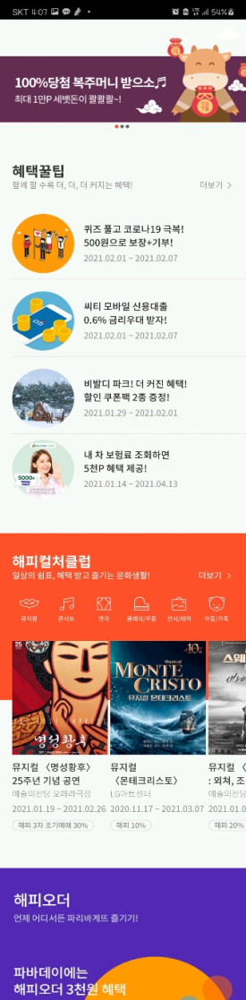 SKT 4:07
54%
100%당첨 복주머니 받으소
최대 1만P 세뱃돈이 콸콸콸~!
혜택꿀팁
함께 할 수록 더, 더, 더 커지는 혜택!
더보기 >
퀴즈 풀고 코로나19 극복!
500원으로 보장+기부!
2021.02.01 ~ 2021.02.07
citi
씨티 모바일 신용대출
0.6% 금리우대 받자!
2021.02.01 ~ 2021.02.07
비발디 파크! 더 커진 혜택!
할인 쿠폰팩 2종 증정!
2021.01.29 ~ 2021.02.01
5000P
내 차 보험료 조회하면
5천P 혜택 제공!
2021.01.14 ~ 2021.04.13
해피컬처클럽
일상의 쉼표, 혜택 받고 즐기는 문화생활!
더보기 >
뮤지컬
콘서트
연극
클래식/무용
전시/레저
아동/가족
25
명성황후
Musical
MONTE
CRISTO
뮤지컬 몬테크리스토
10
스웨
뮤지컬 〈명성황후〉
25주년 기념 공연
예술의전당 오페라극장
2021.01.19 ~ 2021.02.26
해피 3차 조기예매 30%
뮤지컬
〈몬테크리스토〉
LG아트센터
2020.11.17 ~ 2021.03.07
해피 10%
뮤지컬 〈
: 외쳐, 조
예술의전당
2021.01.0
해피 20%
해피오더
언제 어디서든 파리바게뜨 즐기기!
파바데이에는
해피오더 3천원 혜택